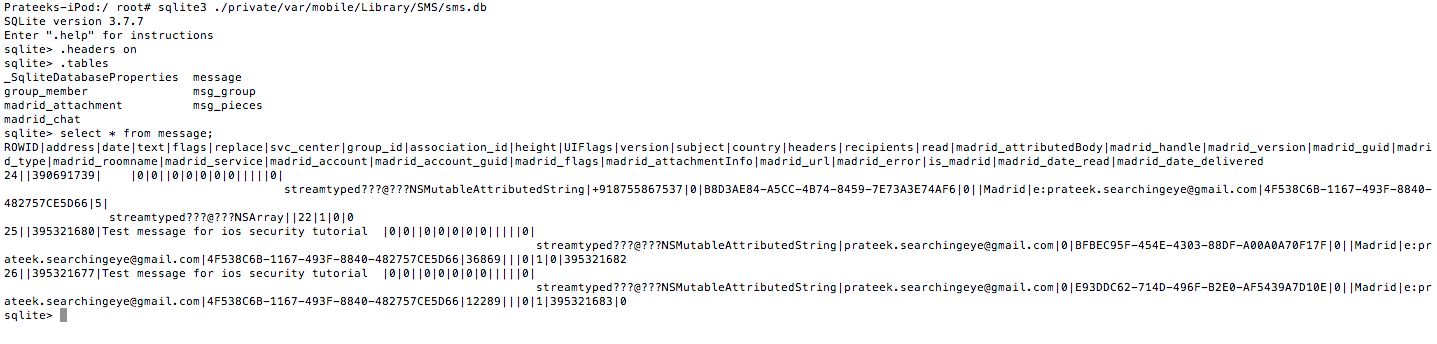 Prateeks-iPod:/ root# sqlite3 ./private/var/mobile/Library/SMS/sms.db
SQLite version 3.7.7
Enter ".help" for instructions
sqlite> .headers on
sqlite> .tables
_SqliteDatabaseProperties  message
group_member               msg_group
madrid_attachment          msg_pieces
madrid_chat
sqlite> select * from message;
ROWID|address|date|text|flags|replace|svc_center|group_id|association_id|height|UIFlags|version|subject|country|headers|recipients|read|madrid_attributedBody|madrid_handle|madrid_version|madrid_guid|madri
d_type|madrid_roomname|madrid_service|madrid_account|madrid_account_guid|madrid_flags|madrid_attachmentInfo|madrid_url|madrid_error|is_madrid|madrid_date_read|madrid_date_delivered
24||390691739|    |0|0||0|0|0|0|0|||||0|
streamtyped???@???NSMutableAttributedString|+918755867537|0|B8D3AE84-A5CC-4B74-8459-7E73A3E74AF6|0||Madrid|e:prateek.searchingeye@gmail.com|4F538C6B-1167-493F-8840-
482757CE5D66|5|
streamtyped???@???NSArray||22|1|0|0
25||395321680|Test message for ios security tutorial  |0|0||0|0|0|0|0|||||0|
streamtyped???@???NSMutableAttributedString|prateek.searchingeye@gmail.com|0|BFBEC95F-454E-4303-88DF-A00A0A70F17F|0||Madrid|e:pr
ateek.searchingeye@gmail.com|4F538C6B-1167-493F-8840-482757CE5D66|36869|||0|1|0|395321682
26||395321677|Test message for ios security tutorial  |0|0||0|0|0|0|0|||||0|
streamtyped???@???NSMutableAttributedString|prateek.searchingeye@gmail.com|0|E93DDC62-714D-496F-B2E0-AF5439A7D10E|0||Madrid|e:pr
ateek.searchingeye@gmail.com|4F538C6B-1167-493F-8840-482757CE5D66|12289|||0|1|395321683|0
sqlite>